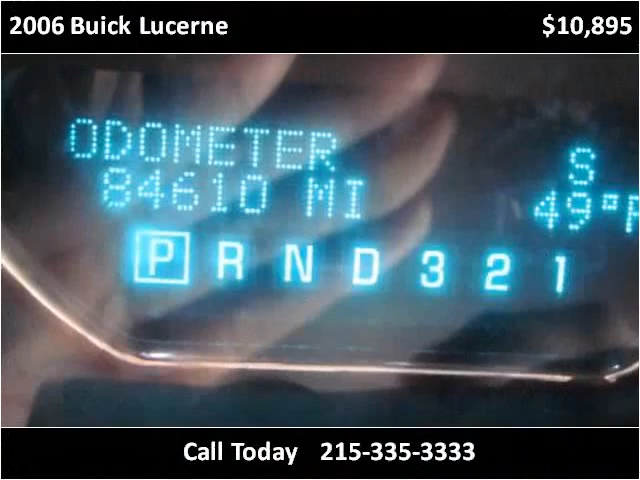 2006 Buick Lucerne $10,895
ODOMETER
S
84610 MI 49°F
P R N D 3 2 1
Call Today 215-335-3333